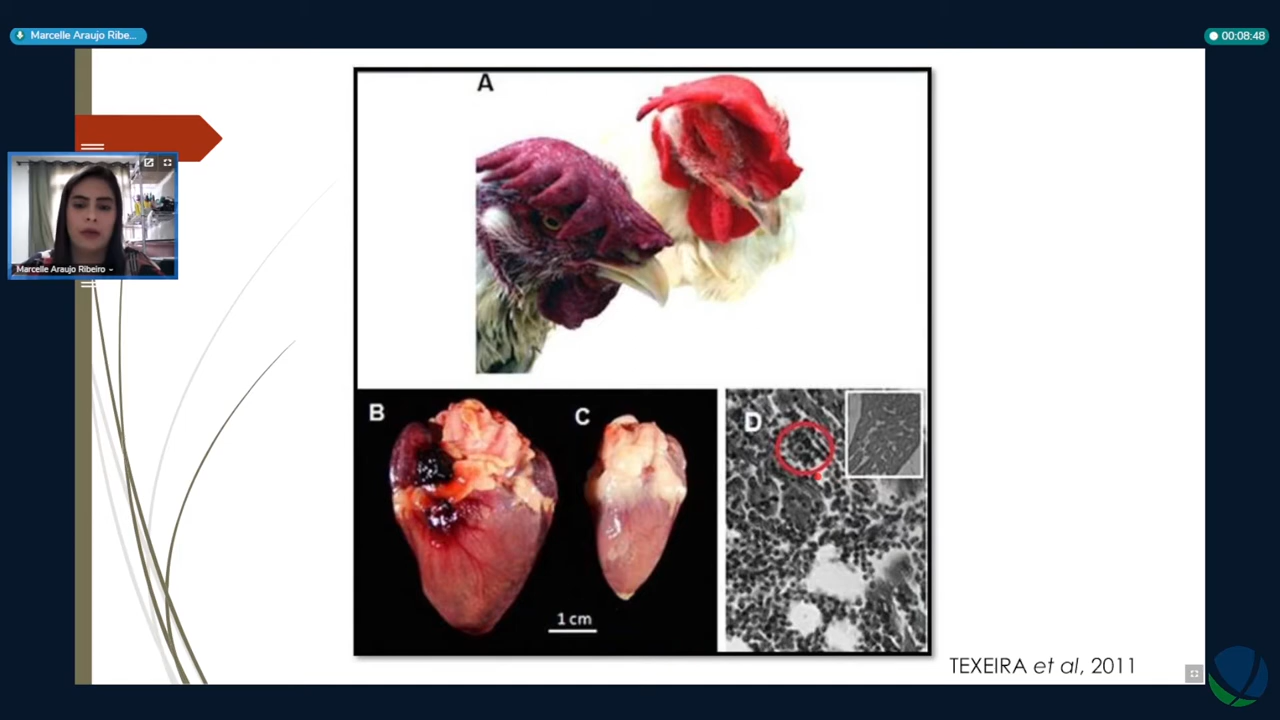 Marcelle Araujo Ribe...
00:08:48
A
Marcelle Araujo Ribeiro
B
C
D
1 cm
TEXEIRA et al, 2011